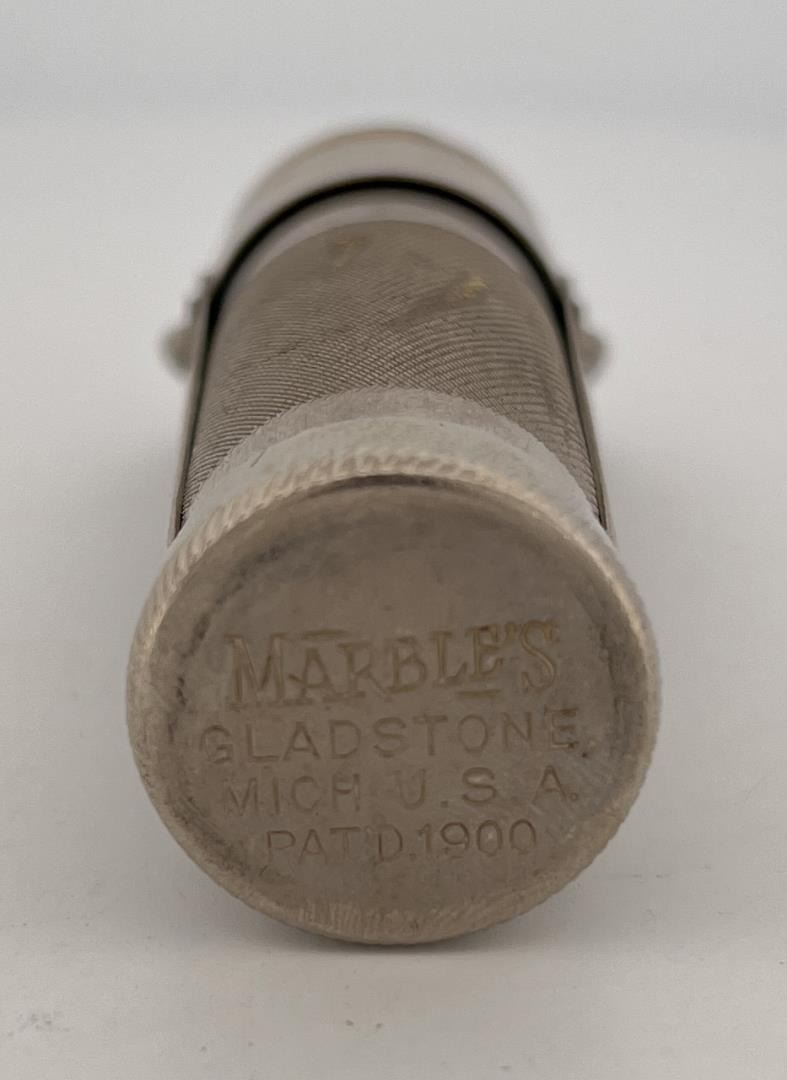 MARBLE'S
GLADSTONE,
MICH U.S.A.
PAT'D.1900